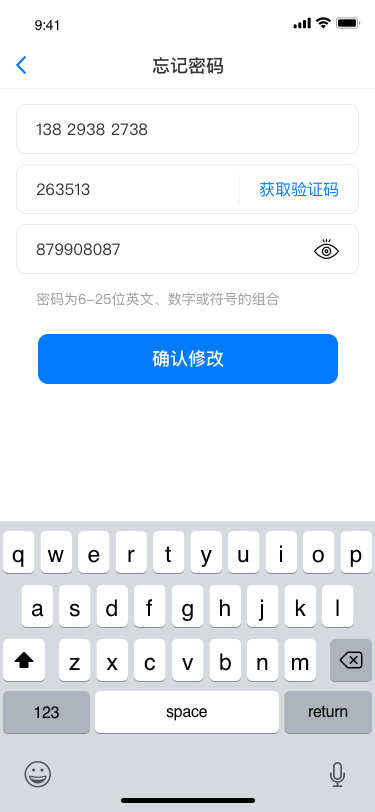 9:41
忘记密码
138 2938 2738
263513
获取验证码
879908087
密码为6-25位英文、数字或符号的组合
确认修改
q w e r t y u i o p
a s d f g h j k l
z x c v b n m
123 space return